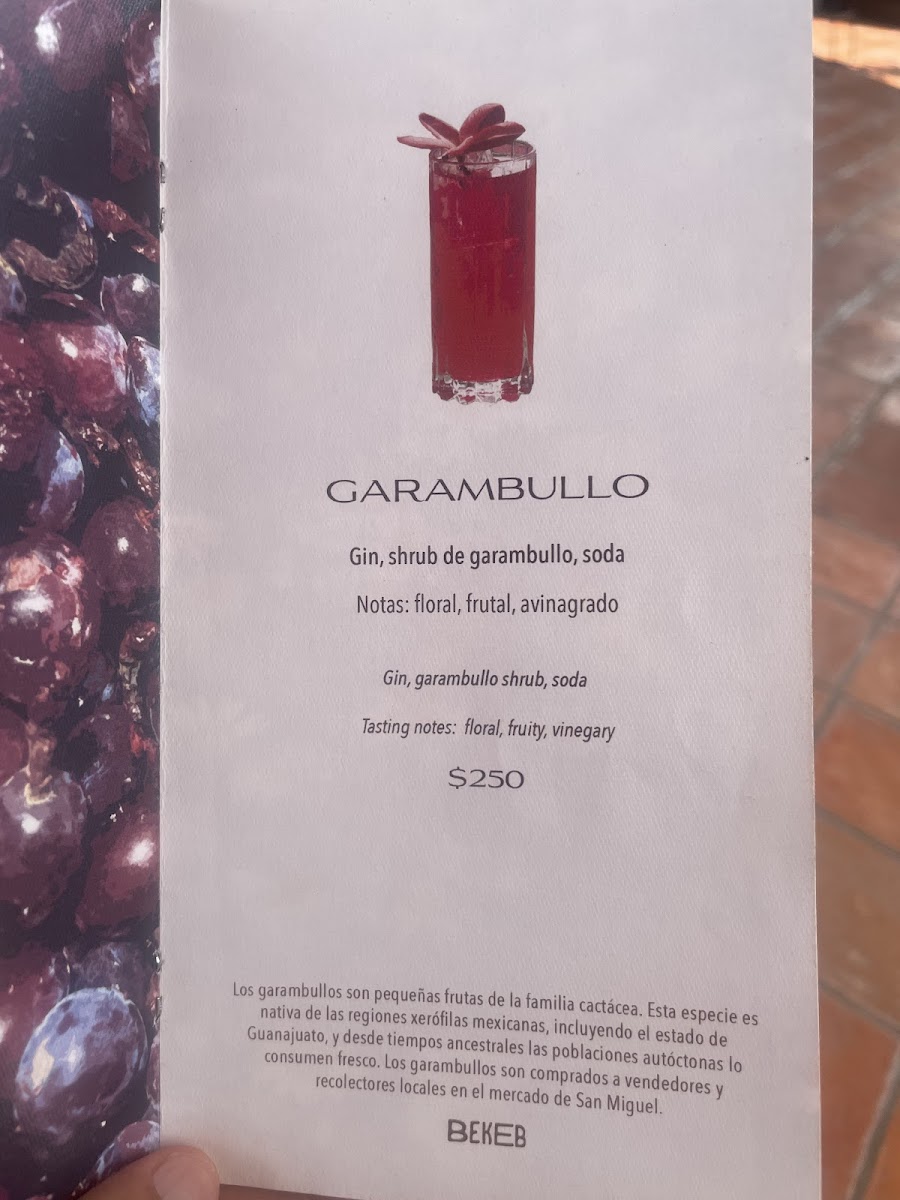 GARAMBULLO
Gin, shrub de garambullo, soda
Notas: floral, frutal, avinagrado
Gin, garambullo shrub, soda
Tasting notes: floral, fruity, vinegary
$250
Los garambullos son pequeñas frutas de la familia cactácea. Esta especie es
nativa de las regiones xerófilas mexicanas, incluyendo el estado de
Guanajuato, y desde tiempos ancestrales las poblaciones autóctonas lo
consumen fresco. Los garambullos son comprados a vendedores y
recolectores locales en el mercado de San Miguel.
BEKEB